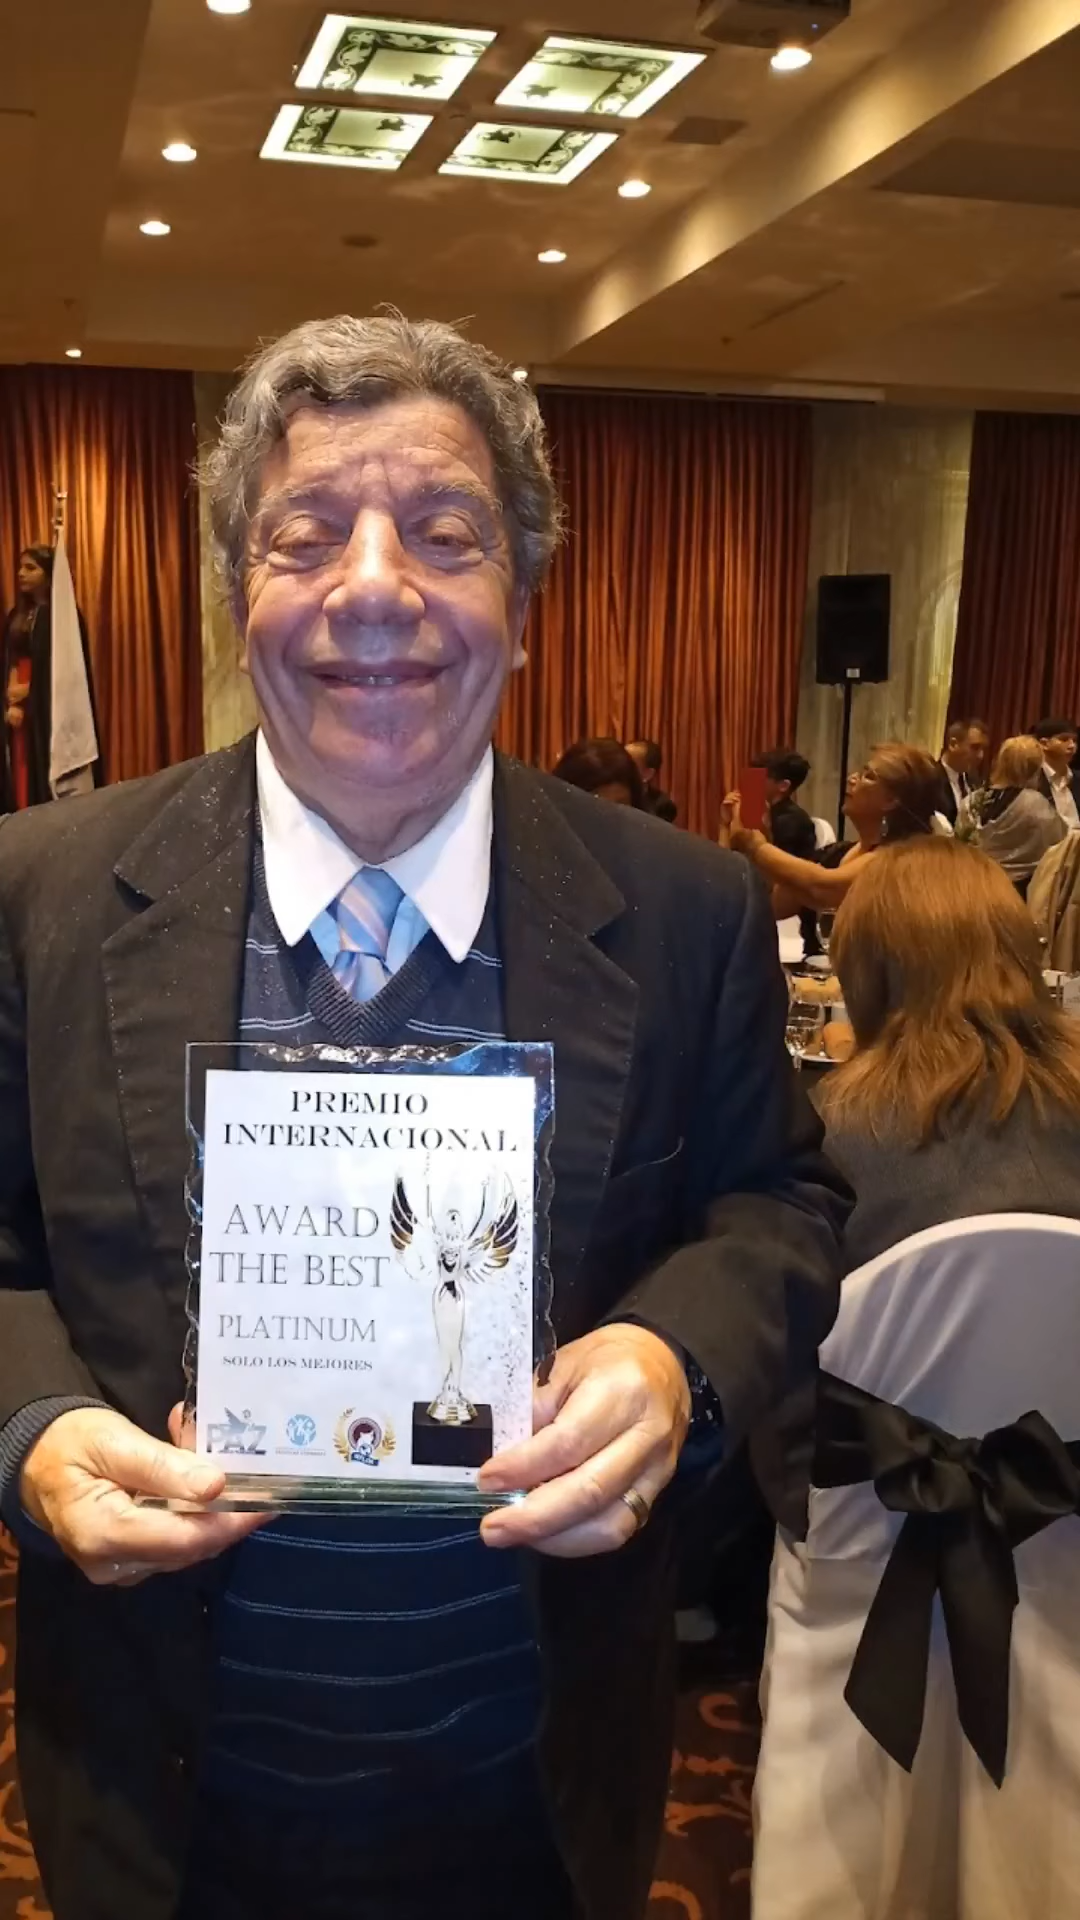 PREMIO
INTERNACIONAL
AWARD
THE BEST
PLATINUM
SOLO LOS MEJORES
PAZ